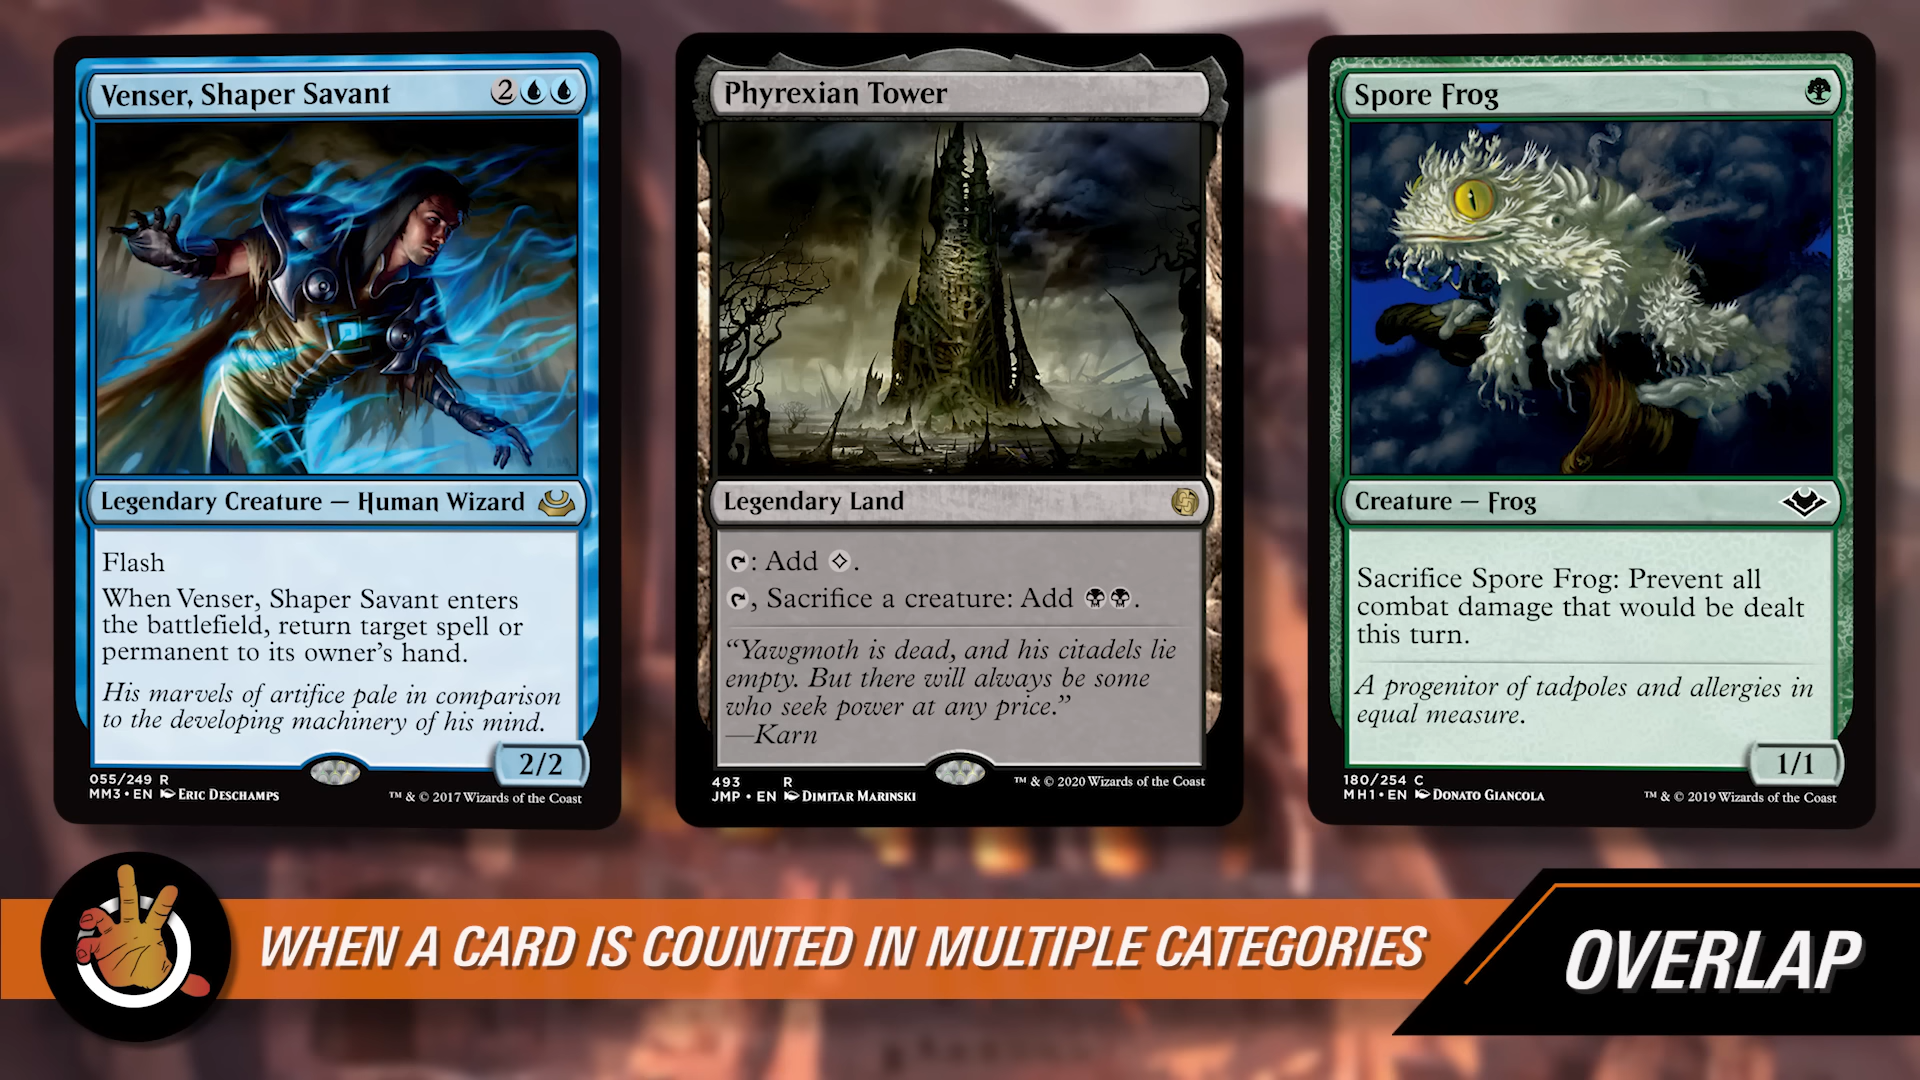 Venser, Shaper Savant 2
Legendary Creature — Human Wizard
Flash
When Venser, Shaper Savant enters
the battlefield, return target spell or
permanent to its owner's hand.
His marvels of artifice pale in comparison
to the developing machinery of his mind.
2/2
055/249 R
MM3 • EN Eric Deschamps
™ & © 2017 Wizards of the Coast
Phyrexian Tower
Legendary Land
: Add .
, Sacrifice a creature: Add .
“Yawgmoth is dead, and his citadels lie
empty. But there will always be some
who seek power at any price.”
—Karn
493 R
JMP • EN Dimitar Marinski
™ & © 2020 Wizards of the Coast
Spore Frog
Creature — Frog
Sacrifice Spore Frog: Prevent all
combat damage that would be dealt
this turn.
A progenitor of tadpoles and allergies in
equal measure.
1/1
180/254 C
MH1 • EN Donato Giancola
™ & © 2019 Wizards of the Coast
WHEN A CARD IS COUNTED IN MULTIPLE CATEGORIES
OVERLAP